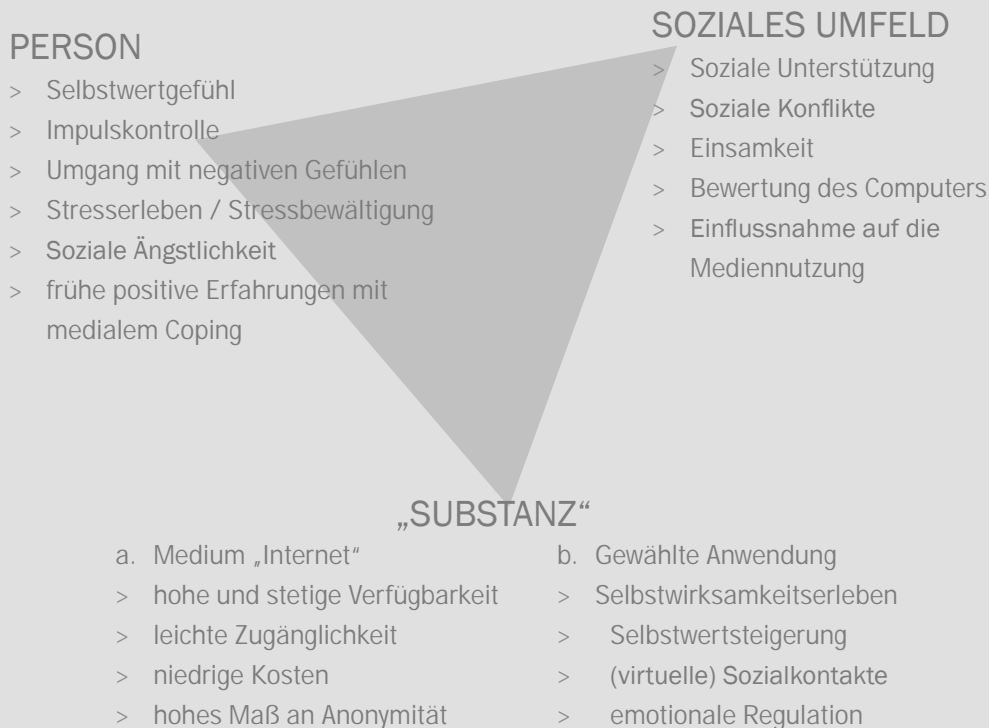 PERSON
> Selbstwertgefühl
> Impulskontrolle
> Umgang mit negativen Gefühlen
> Stresserleben / Stressbewältigung
> Soziale Ängstlichkeit
> frühe positive Erfahrungen mit
medialem Coping
SOZIALES UMFELD
> Soziale Unterstützung
> Soziale Konflikte
> Einsamkeit
> Bewertung des Computers
> Einflussnahme auf die
Mediennutzung
„SUBSTANZ“
a. Medium „Internet“
> hohe und stetige Verfügbarkeit
> leichte Zugänglichkeit
> niedrige Kosten
> hohes Maß an Anonymität
b. Gewählte Anwendung
> Selbstwirksamkeitserleben
> Selbstwertsteigerung
> (virtuelle) Sozialkontakte
> emotionale Regulation